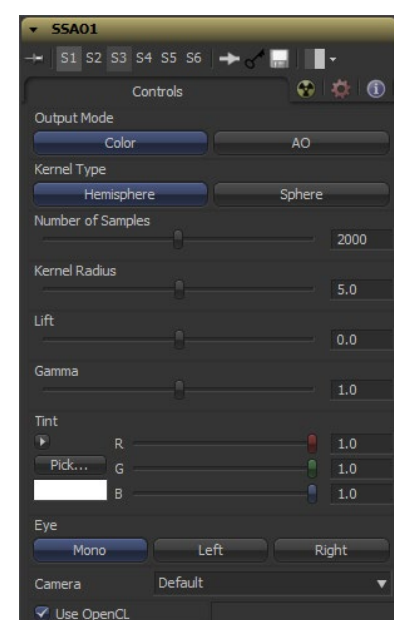 SSAO1
S1 S2 S3 S4 S5 S6
Controls
Output Mode
Color AO
Kernel Type
Hemisphere Sphere
Number of Samples
2000
Kernel Radius
5.0
Lift
0.0
Gamma
1.0
Tint
R 1.0
Pick... G 1.0
B 1.0
Eye
Mono Left Right
Camera Default
Use OpenCL